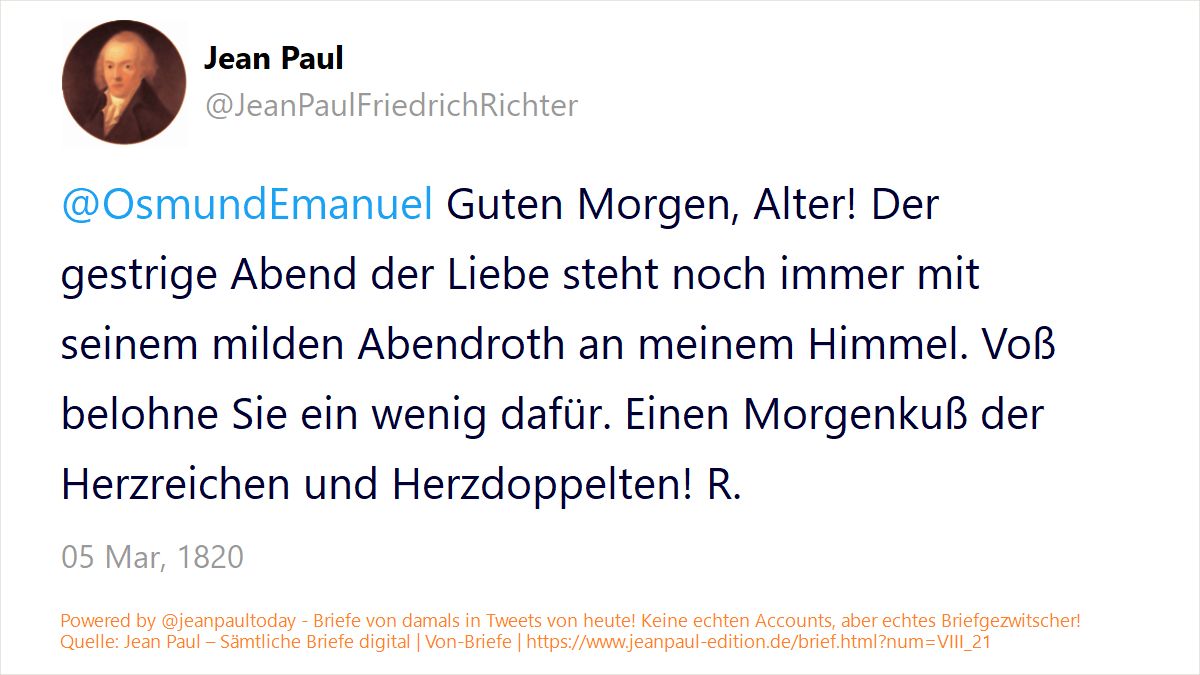 Jean Paul
@JeanPaulFriedrichRichter
@OsmundEmanuel Guten Morgen, Alter! Der
gestrige Abend der Liebe steht noch immer mit
seinem milden Abendroth an meinem Himmel. Voß
belohne Sie ein wenig dafür. Einen Morgenkuß der
Herzreichen und Herzdoppelten! R.
05 Mar, 1820
Powered by @jeanpaultoday - Briefe von damals in Tweets von heute! Keine echten Accounts, aber echtes Briefgezwitscher!
Quelle: Jean Paul – Sämtliche Briefe digital | Von-Briefe | https://www.jeanpaul-edition.de/brief.html?num=VIII_21